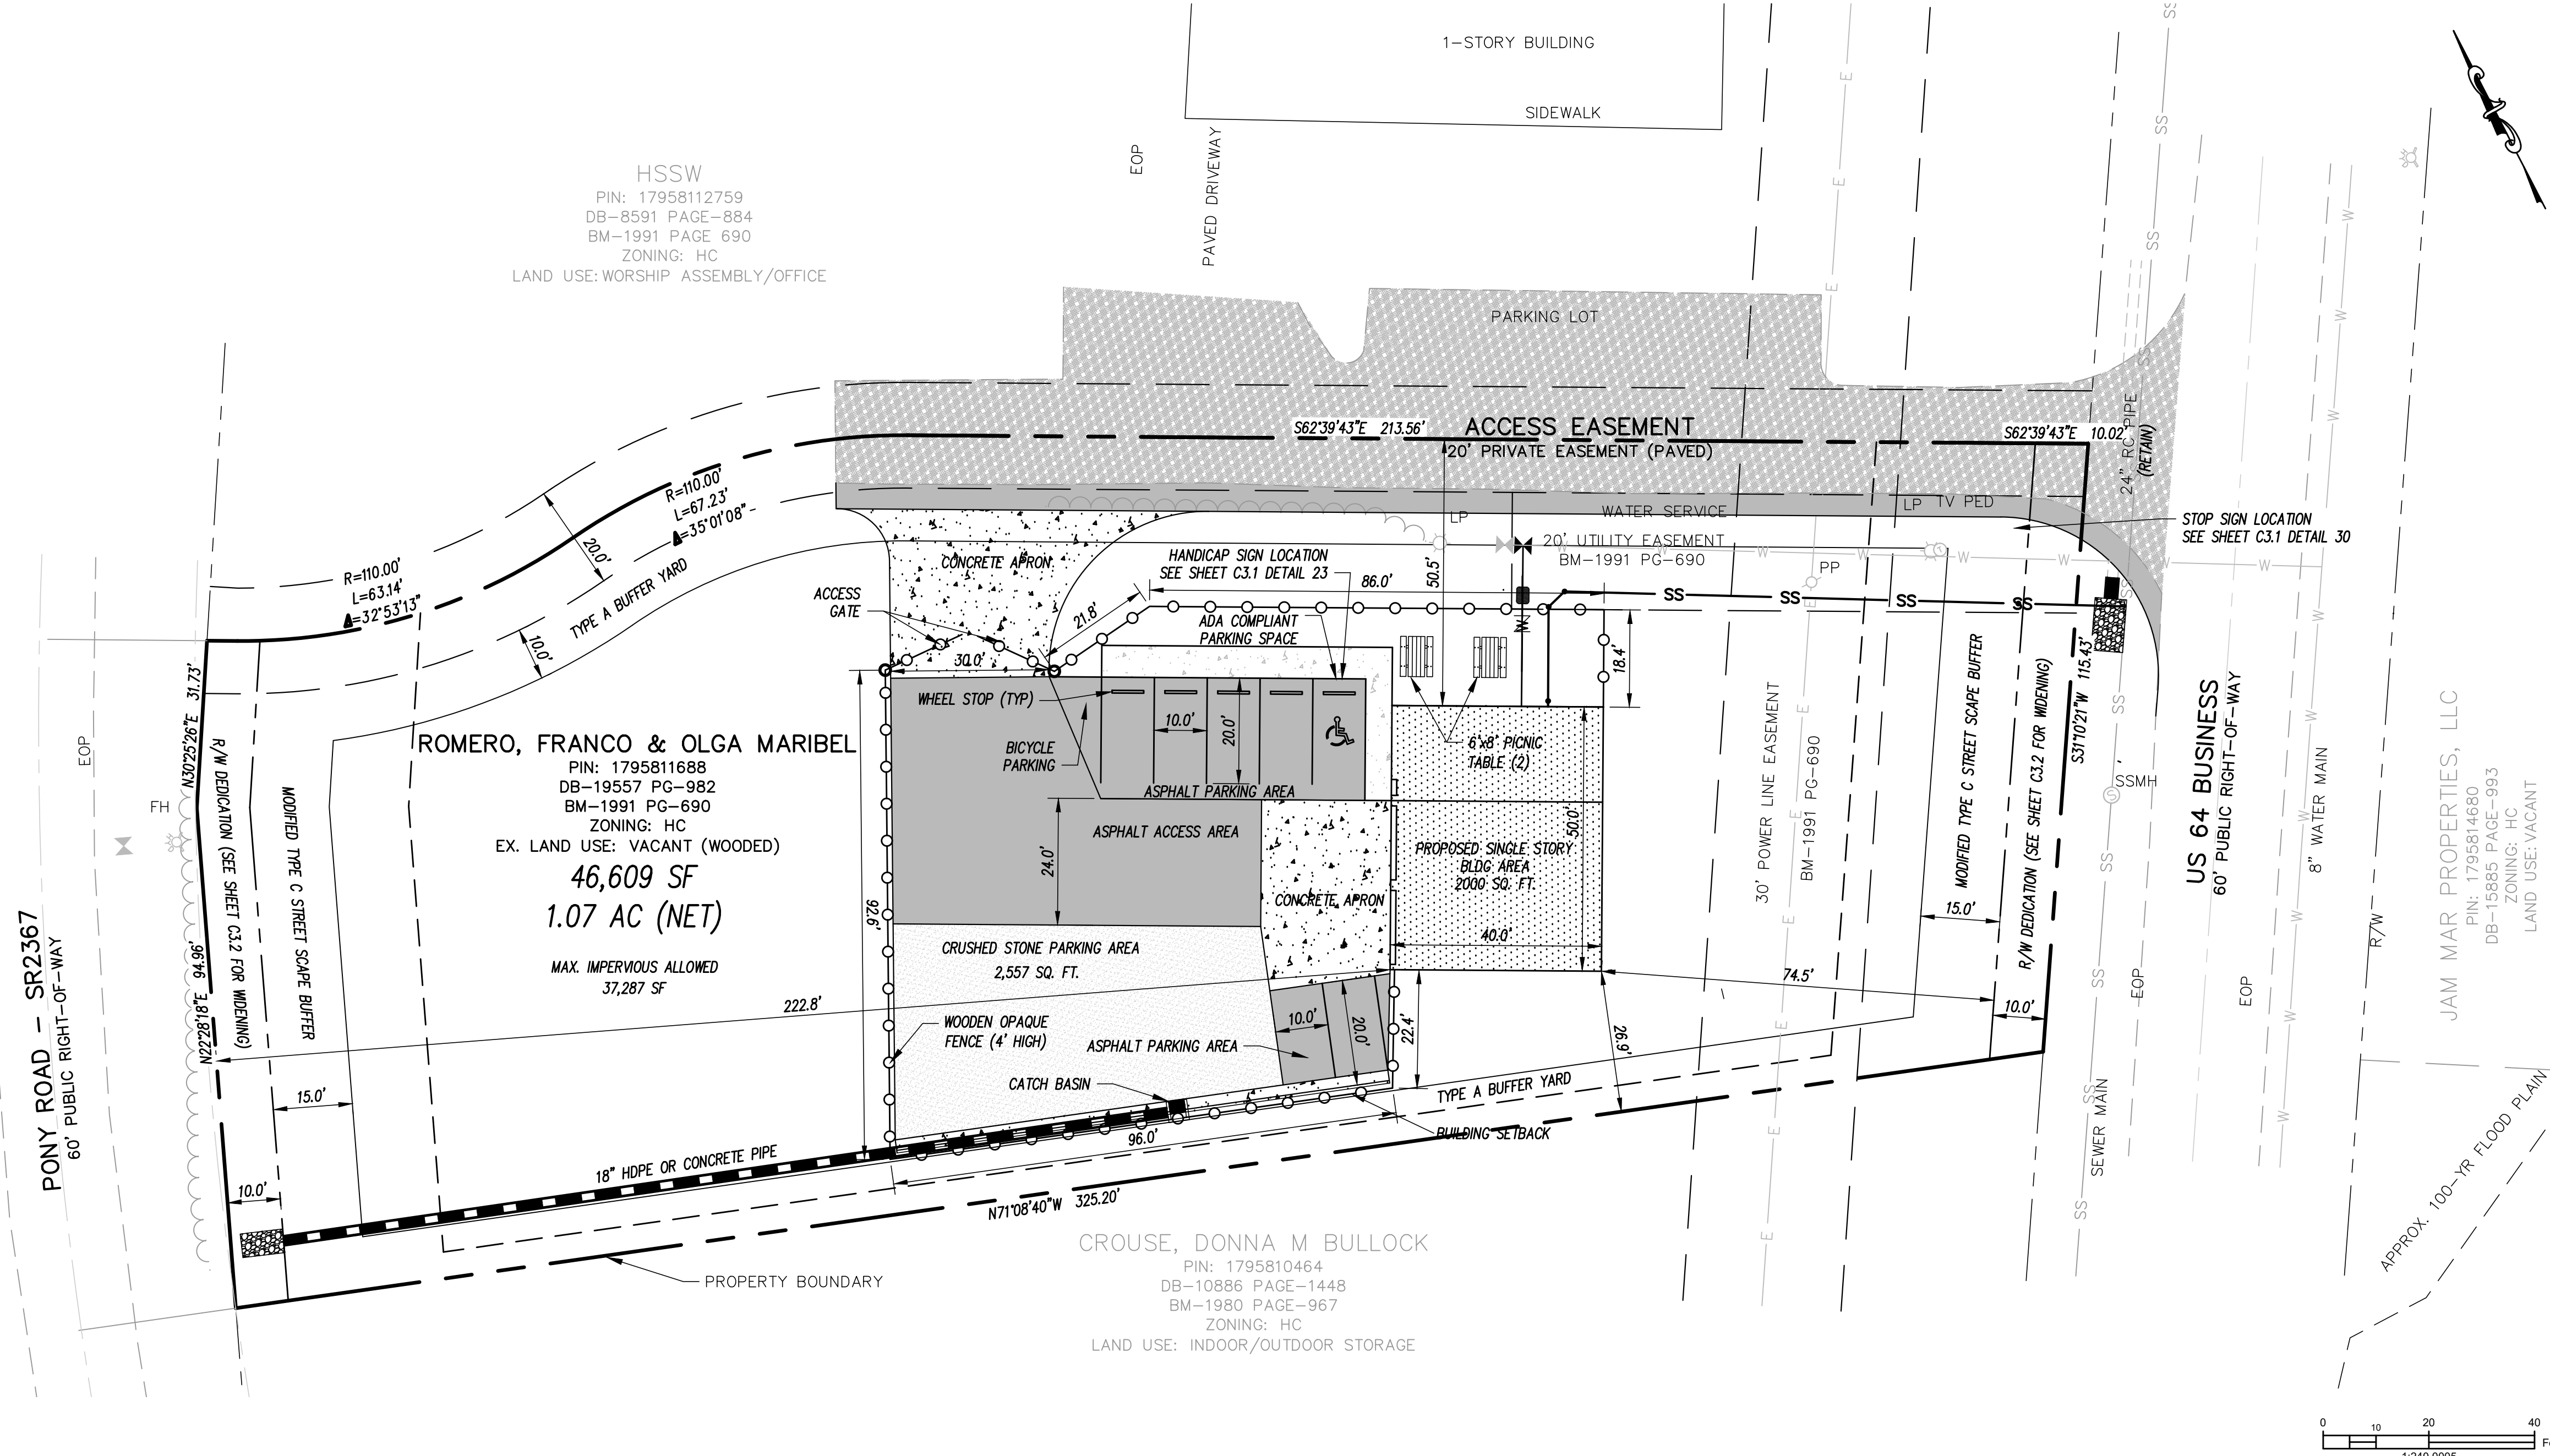 1-STORY BUILDING
SIDEWALK
EOP
PAVED DRIVEWAY
HSSW
PIN: 17958112759
DB-8591 PAGE-884
BM-1991 PAGE 690
ZONING: HC
LAND USE: WORSHIP ASSEMBLY/OFFICE
PARKING LOT
S62°39'43"E 213.56'
ACCESS EASEMENT
20' PRIVATE EASEMENT (PAVED)
S62°39'43"E 10.02'
24" RC PIPE
(RETAIN)
R=110.00'
L=67.23'
Δ=35°01'08"
R=110.00'
L=63.14'
Δ=32°53'13"
20.0'
10.0'
TYPE A BUFFER YARD
CONCRETE APRON
ACCESS
GATE
30.0'
21.8'
HANDICAP SIGN LOCATION
SEE SHEET C3.1 DETAIL 23
86.0'
50.5'
ADA COMPLIANT
PARKING SPACE
LP
WATER SERVICE
20' UTILITY EASEMENT
BM-1991 PG-690
LP
TV PED
PP
STOP SIGN LOCATION
SEE SHEET C3.1 DETAIL 30
SS
SS
SS
SS
W
18.4'
WHEEL STOP (TYP)
10.0'
20.0'
BICYCLE
PARKING
ASPHALT PARKING AREA
6'x8' PICNIC
TABLE (2)
ASPHALT ACCESS AREA
24.0'
CONCRETE APRON
PROPOSED SINGLE STORY
BLDG AREA
2000 SQ. FT.
50.0'
40.0'
CRUSHED STONE PARKING AREA
2,557 SQ. FT.
92.6'
222.8'
WOODEN OPAQUE
FENCE (4' HIGH)
ASPHALT PARKING AREA
10.0'
20.0'
22.4'
26.9'
74.5'
CATCH BASIN
96.0'
TYPE A BUFFER YARD
BUILDING SETBACK
18" HDPE OR CONCRETE PIPE
N71°08'40"W 325.20'
PROPERTY BOUNDARY
ROMERO, FRANCO & OLGA MARIBEL
PIN: 1795811688
DB-19557 PG-982
BM-1991 PG-690
ZONING: HC
EX. LAND USE: VACANT (WOODED)
46,609 SF
1.07 AC (NET)
MAX. IMPERVIOUS ALLOWED
37,287 SF
N30°25'26"E 31.73'
N22°28'18"E 94.96'
R/W DEDICATION (SEE SHEET C3.2 FOR WIDENING)
MODIFIED TYPE C STREET SCAPE BUFFER
15.0'
10.0'
EOP
FH
PONY ROAD - SR2367
60' PUBLIC RIGHT-OF-WAY
CROUSE, DONNA M BULLOCK
PIN: 1795810464
DB-10886 PAGE-1448
BM-1980 PAGE-967
ZONING: HC
LAND USE: INDOOR/OUTDOOR STORAGE
30' POWER LINE EASEMENT
BM-1991 PG-690
MODIFIED TYPE C STREET SCAPE BUFFER
R/W DEDICATION (SEE SHEET C3.2 FOR WIDENING)
S31°10'21"W 115.43'
15.0'
10.0'
SSMH
EOP
SEWER MAIN
US 64 BUSINESS
60' PUBLIC RIGHT-OF-WAY
EOP
8" WATER MAIN
R/W
JAM MAR PROPERTIES, LLC
PIN: 1795814680
DB-15885 PAGE-993
ZONING: HC
LAND USE: VACANT
APPROX. 100-YR FLOOD PLAIN
0 10 20 40